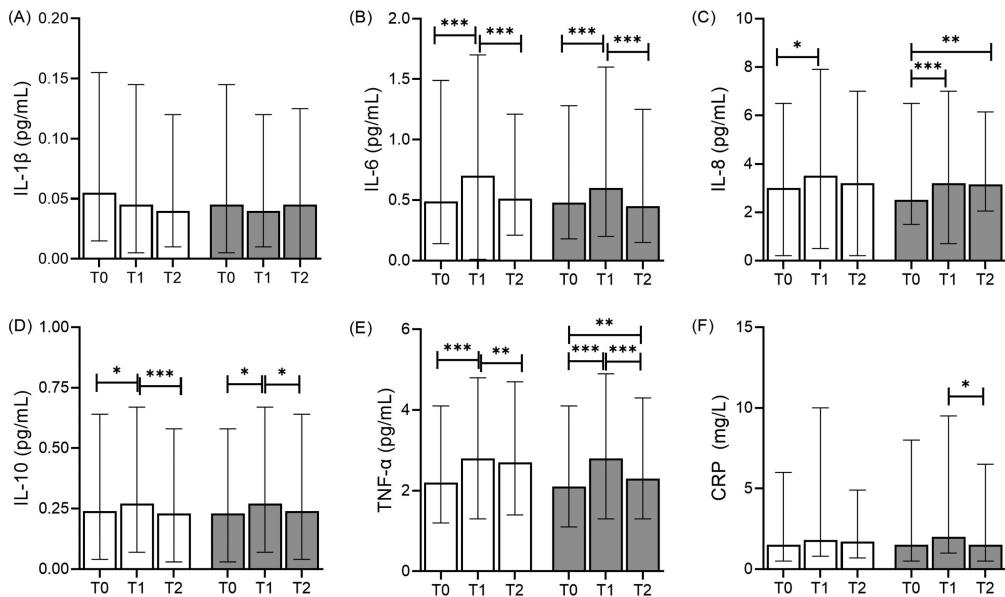 (A)
IL-1β (pg/mL)
0.20
0.15
0.10
0.05
0.00
T0 T1 T2 T0 T1 T2
(B)
IL-6 (pg/mL)
2.0
1.5
1.0
0.5
0.0
*** *** *** ***
T0 T1 T2 T0 T1 T2
(C)
IL-8 (pg/mL)
10
8
6
4
2
0
* ** ***
T0 T1 T2 T0 T1 T2
(D)
IL-10 (pg/mL)
1.00
0.75
0.50
0.25
0.00
* *** * *
T0 T1 T2 T0 T1 T2
(E)
TNF-α (pg/mL)
6
4
2
0
**
*** ** *** ***
T0 T1 T2 T0 T1 T2
(F)
CRP (mg/L)
15
10
5
0
*
T0 T1 T2 T0 T1 T2